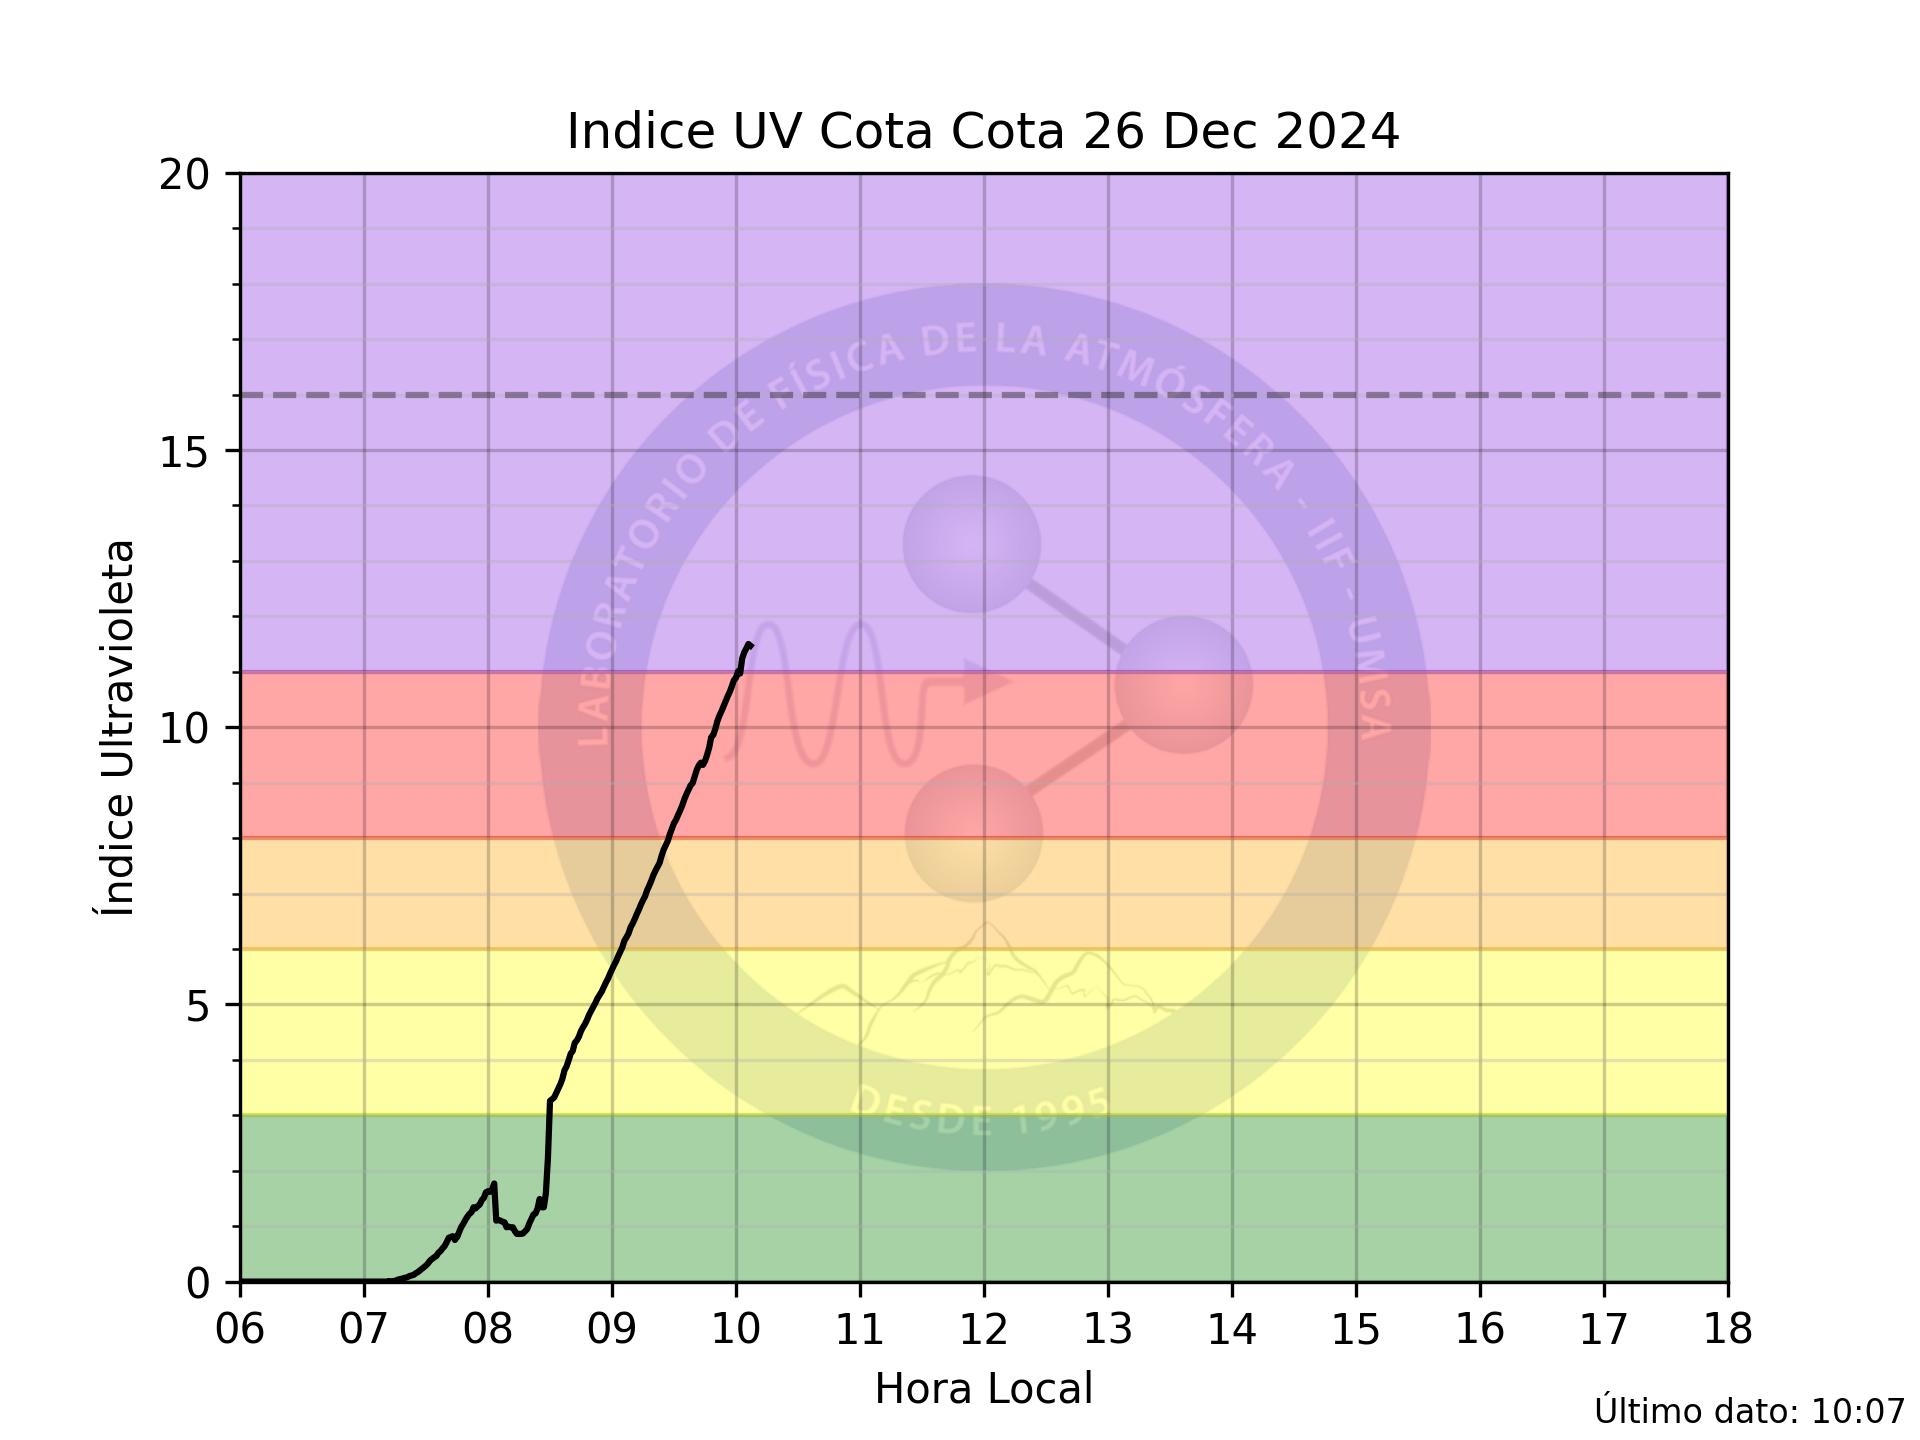 Indice UV Cota Cota 26 Dec 2024
20
15
10
5
0
Índice Ultravioleta
LABORATORIO DE FÍSICA DE LA ATMÓSFERA - IIF - UMSA
DESDE 1995
06 07 08 09 10 11 12 13 14 15 16 17 18
Hora Local
Último dato: 10:07